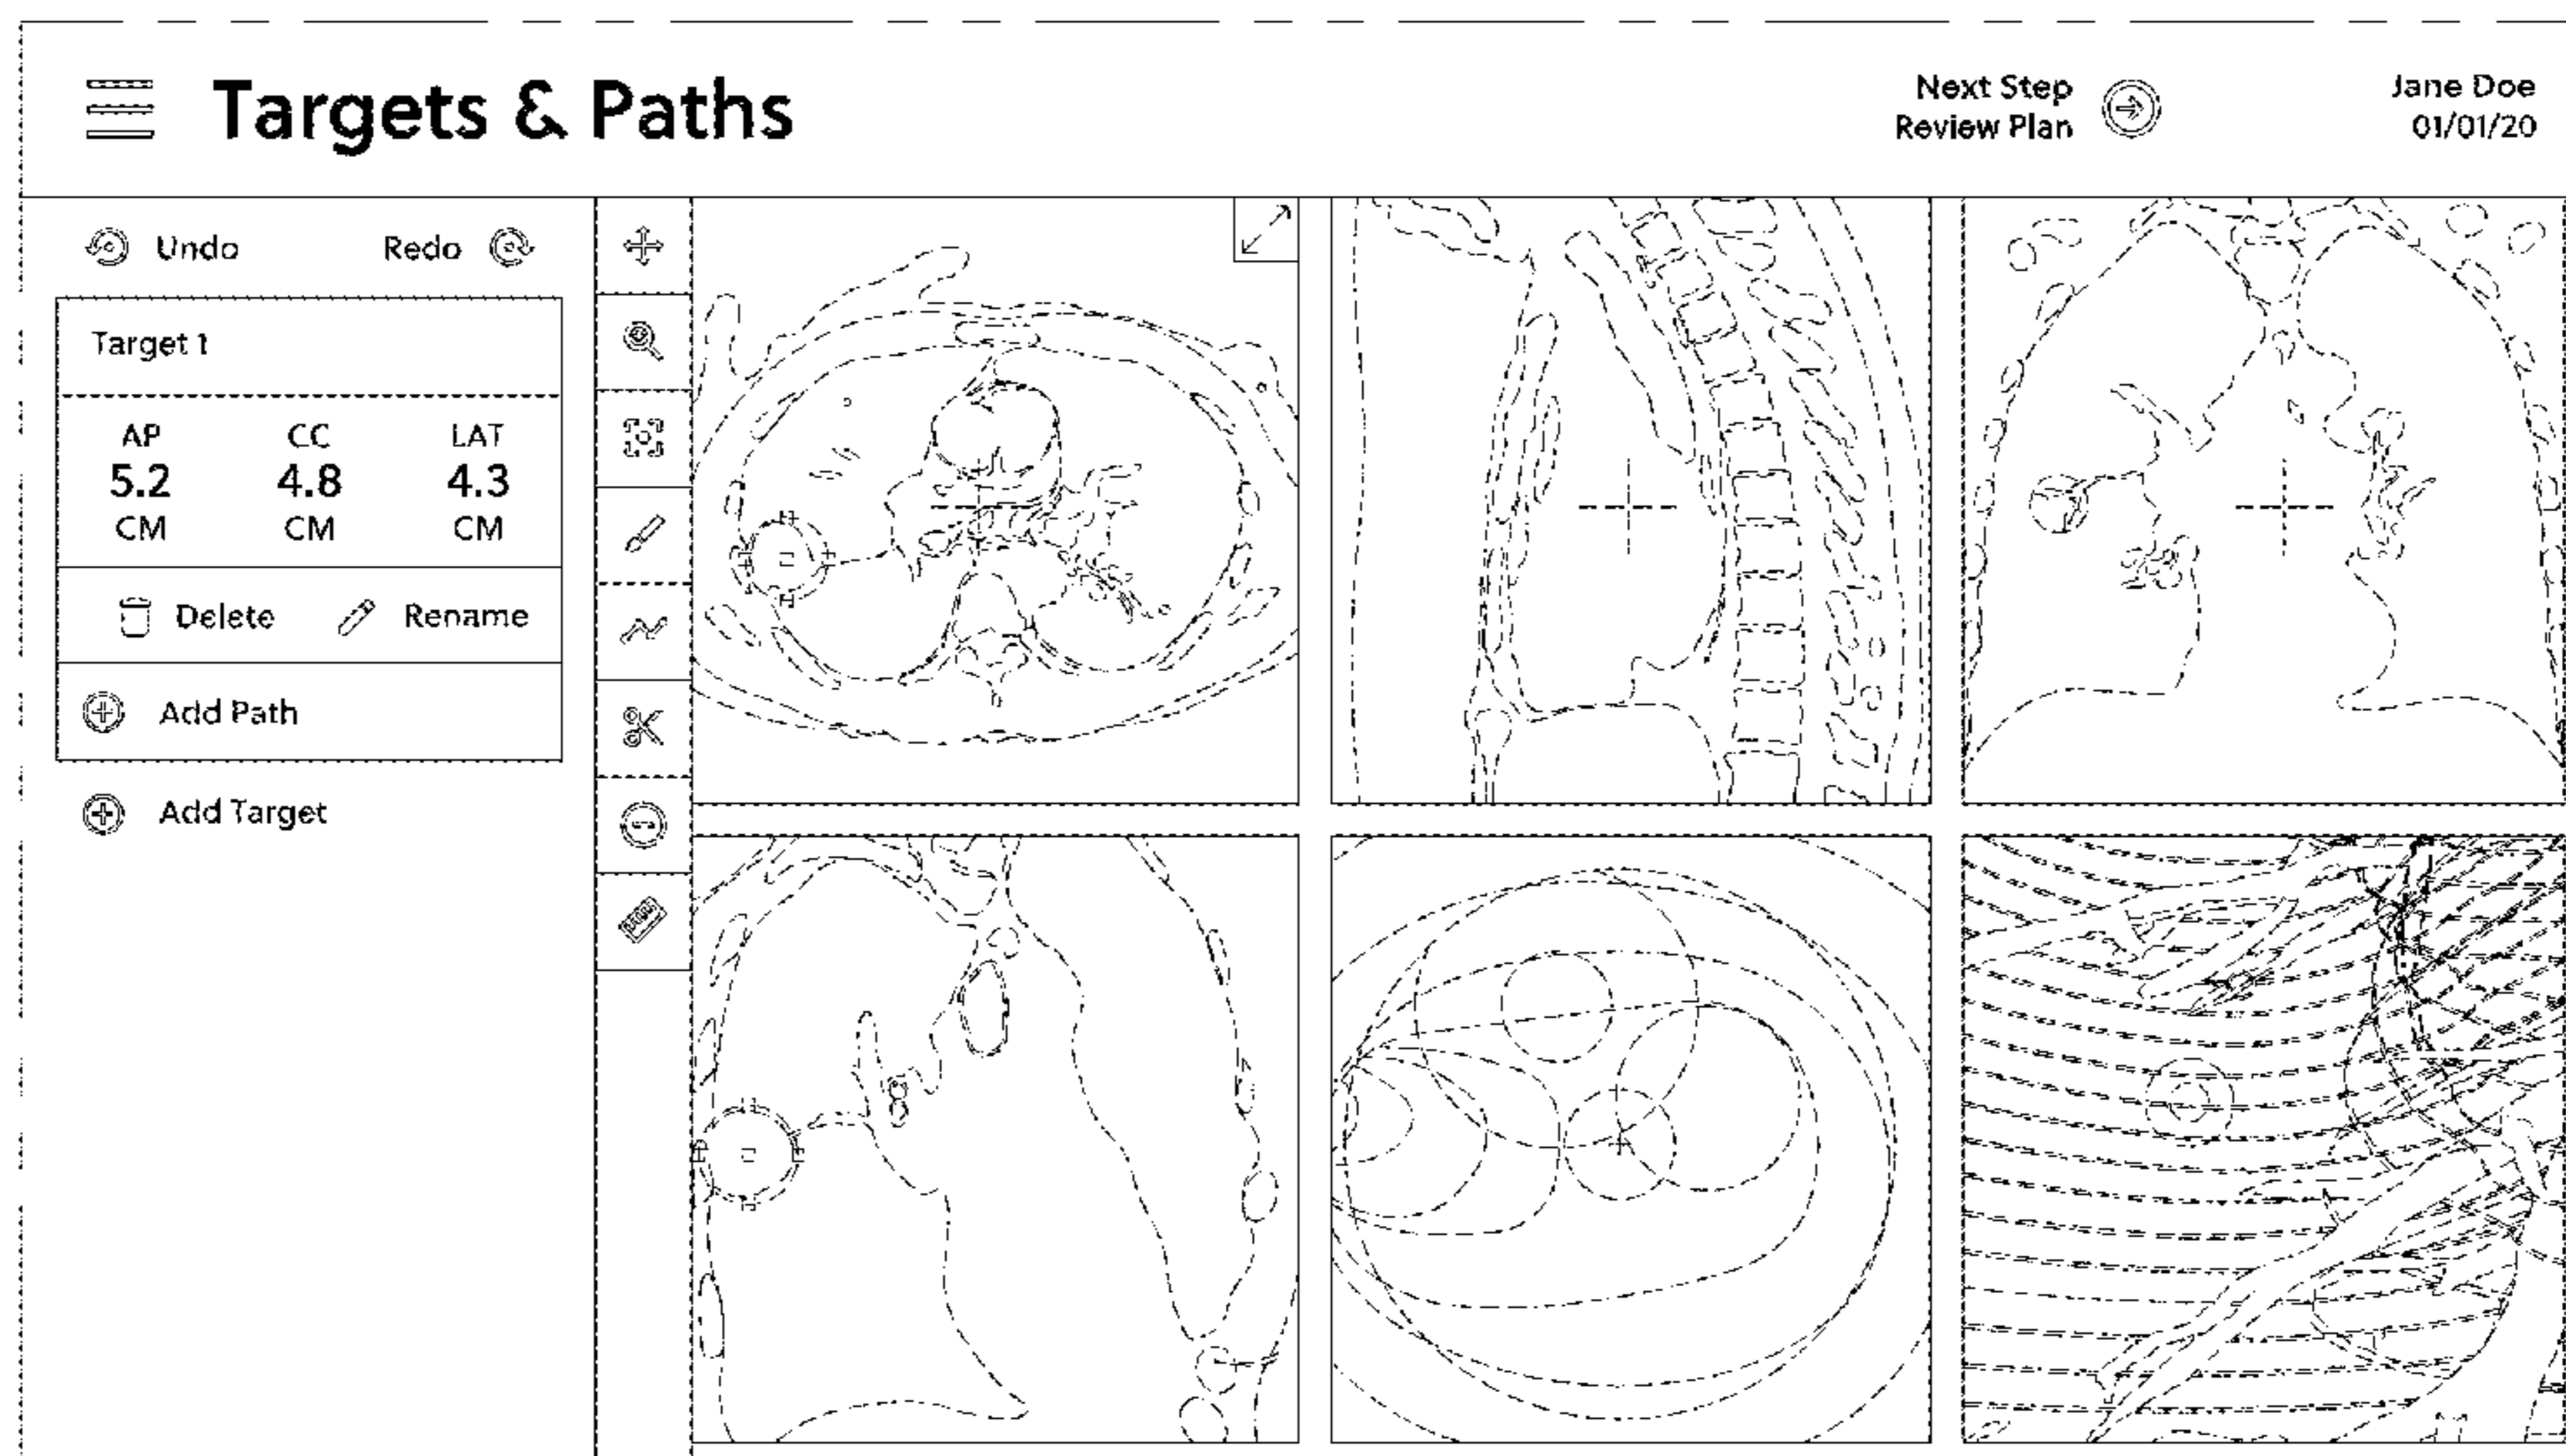 Targets & Paths
Next Step
Review Plan
Jane Doe
01/01/20
Undo
Redo
Target 1
AP CC LAT
5.2 4.8 4.3
CM CM CM
Delete Rename
Add Path
Add Target